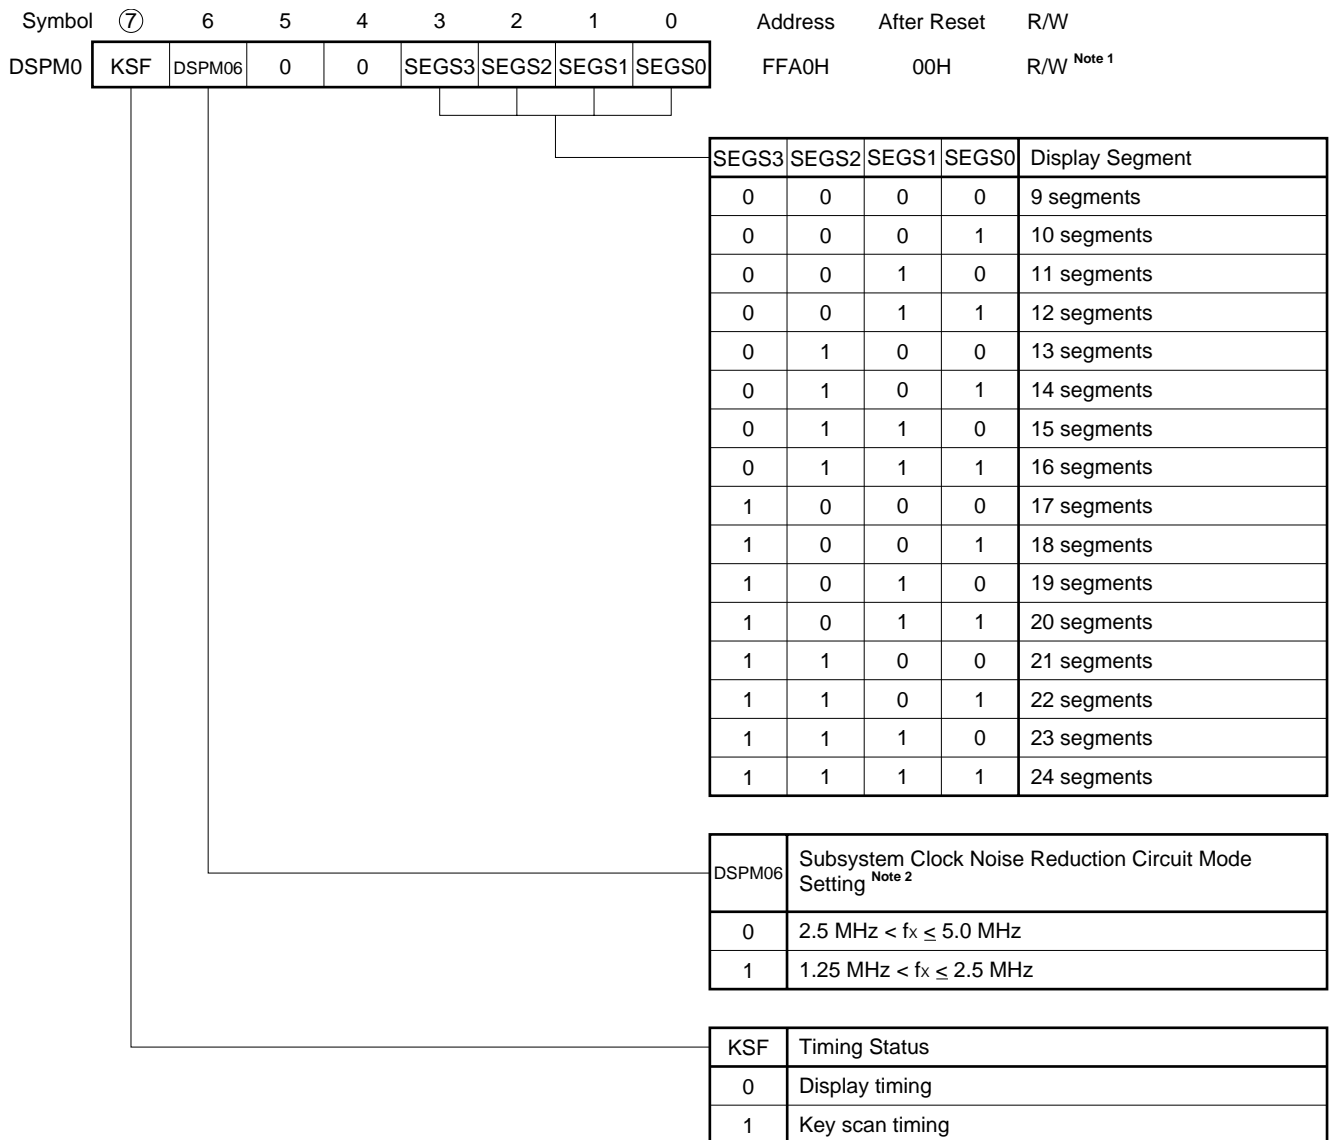 Symbol ⑦ 6 5 4 3 2 1 0 Address After Reset R/W
DSPM0 KSF DSPM06 0 0 SEGS3 SEGS2 SEGS1 SEGS0 FFA0H 00H R/W Note 1
SEGS3 SEGS2 SEGS1 SEGS0 Display Segment
0 0 0 0 9 segments
0 0 0 1 10 segments
0 0 1 0 11 segments
0 0 1 1 12 segments
0 1 0 0 13 segments
0 1 0 1 14 segments
0 1 1 0 15 segments
0 1 1 1 16 segments
1 0 0 0 17 segments
1 0 0 1 18 segments
1 0 1 0 19 segments
1 0 1 1 20 segments
1 1 0 0 21 segments
1 1 0 1 22 segments
1 1 1 0 23 segments
1 1 1 1 24 segments
DSPM06 Subsystem Clock Noise Reduction Circuit Mode
Setting Note 2
0 2.5 MHz < fX ≤ 5.0 MHz
1 1.25 MHz < fX ≤ 2.5 MHz
KSF Timing Status
0 Display timing
1 Key scan timing